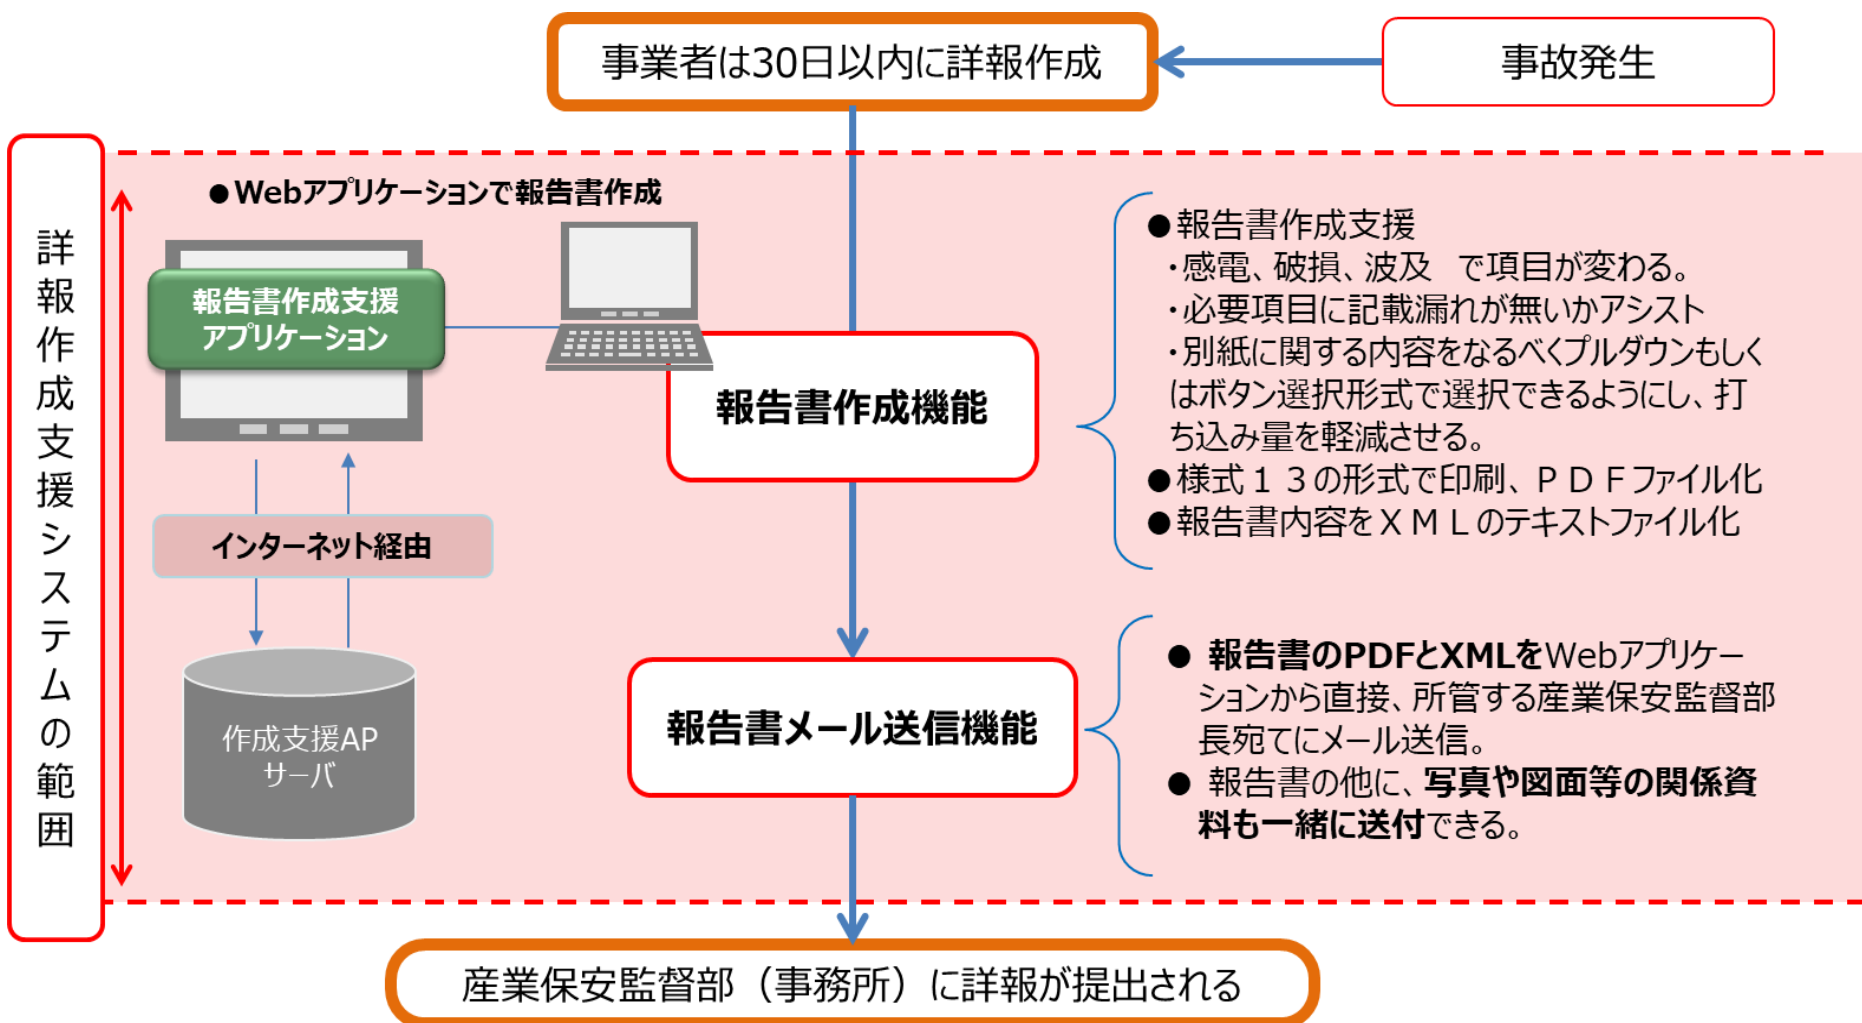 事業者は30日以内に詳報作成
事故発生
詳報作成支援システムの範囲
●Webアプリケーションで報告書作成
報告書作成支援
アプリケーション
インターネット経由
作成支援AP
サーバ
報告書作成機能
●報告書作成支援
・感電、破損、波及　で項目が変わる。
・必要項目に記載漏れが無いかアシスト
・別紙に関する内容をなるべくプルダウンもしく
はボタン選択形式で選択できるようにし、打
ち込み量を軽減させる。
●様式１３の形式で印刷、ＰＤＦファイル化
●報告書内容をＸＭＬのテキストファイル化
報告書メール送信機能
● 報告書のPDFとXMLをWebアプリケー
ションから直接、所管する産業保安監督部
長宛てにメール送信。
● 報告書の他に、写真や図面等の関係資
料も一緒に送付できる。
産業保安監督部（事務所）に詳報が提出される